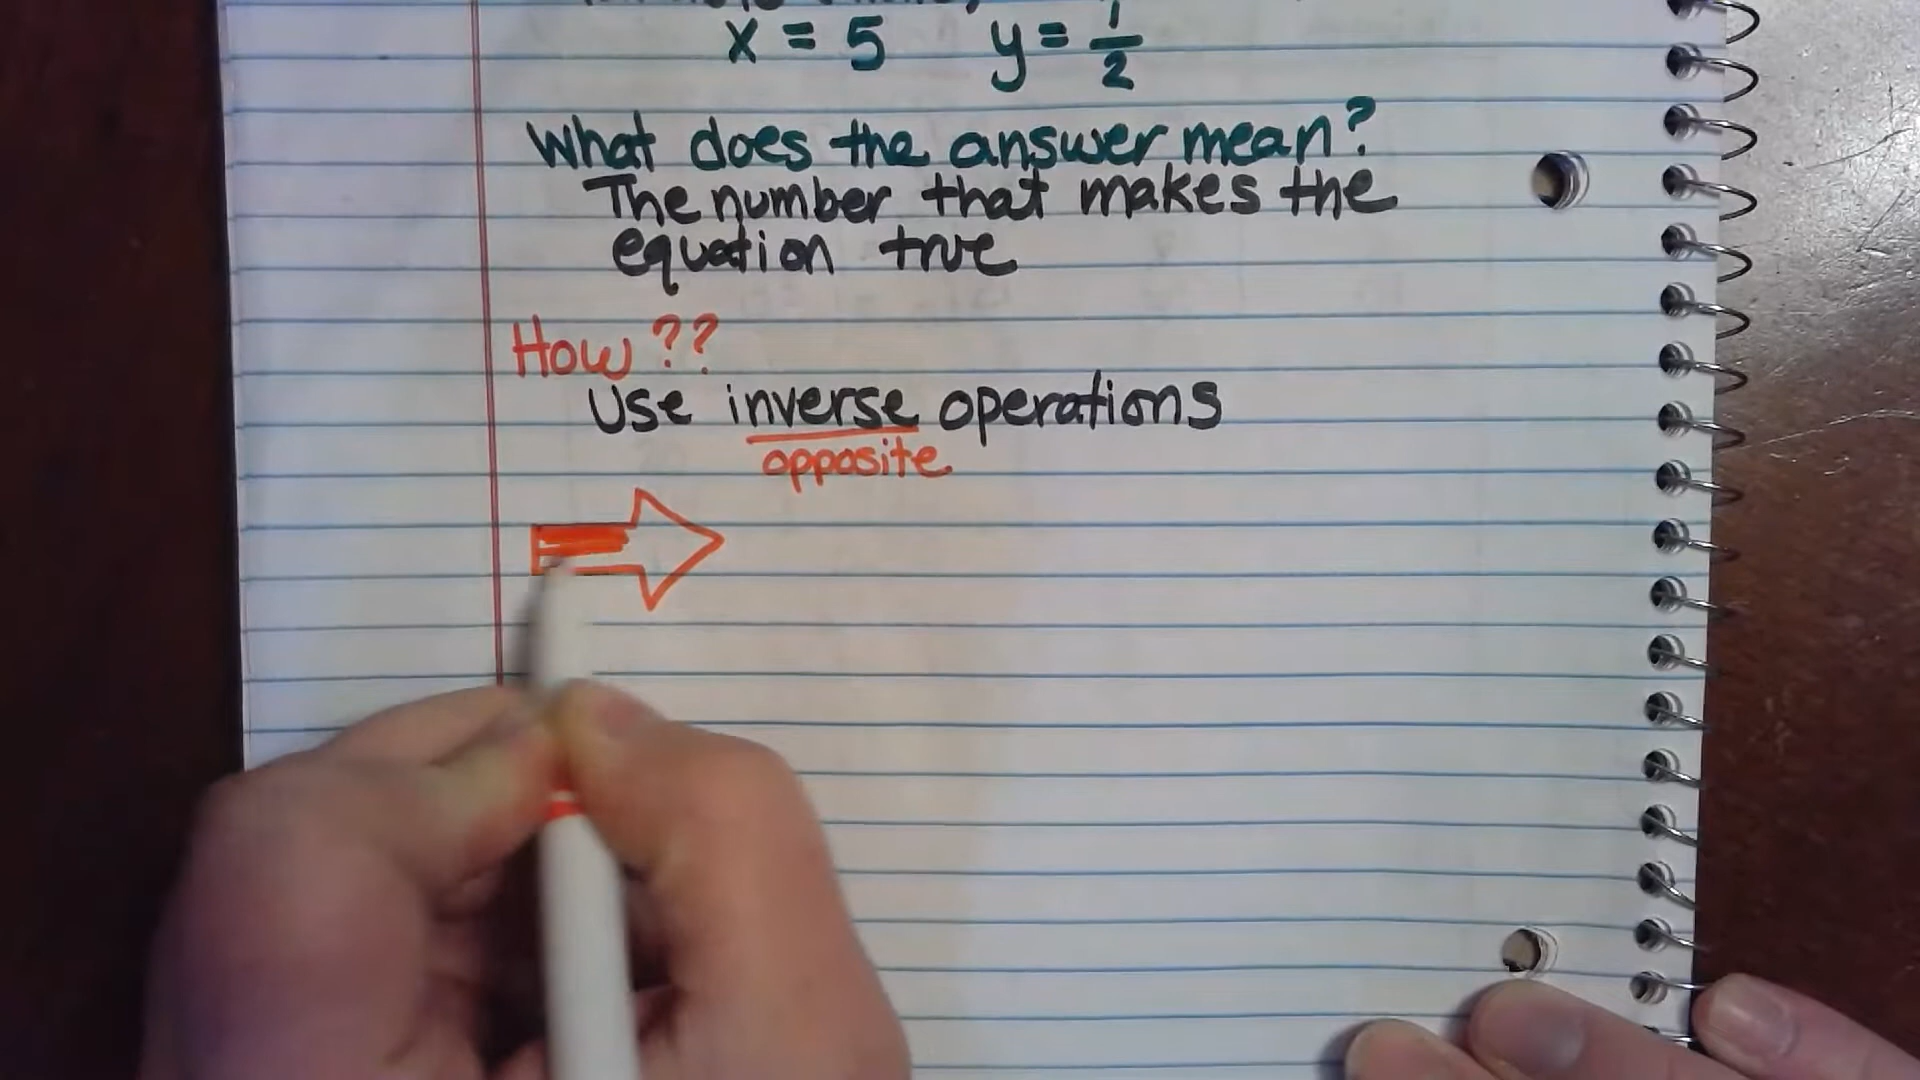 x = 5 y = 1/2
What does the answer mean?
The number that makes the
equation true
How ??
Use inverse operations
opposite